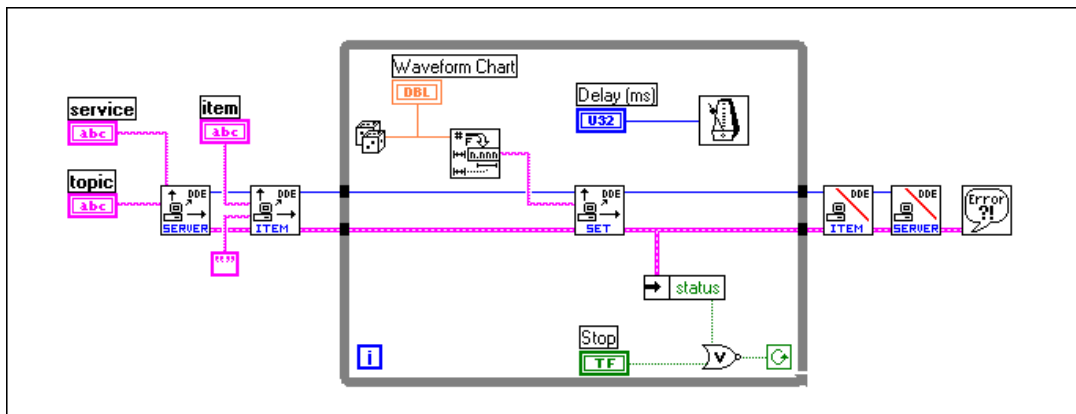 Waveform Chart
DBL
Delay (ms)
U32
service
abc
item
abc
topic
abc
#
F
n.nnn
DDE
SERVER
DDE
ITEM
DDE
SET
DDE
ITEM
DDE
SERVER
Error
?!
""
status
Stop
TF
V
i